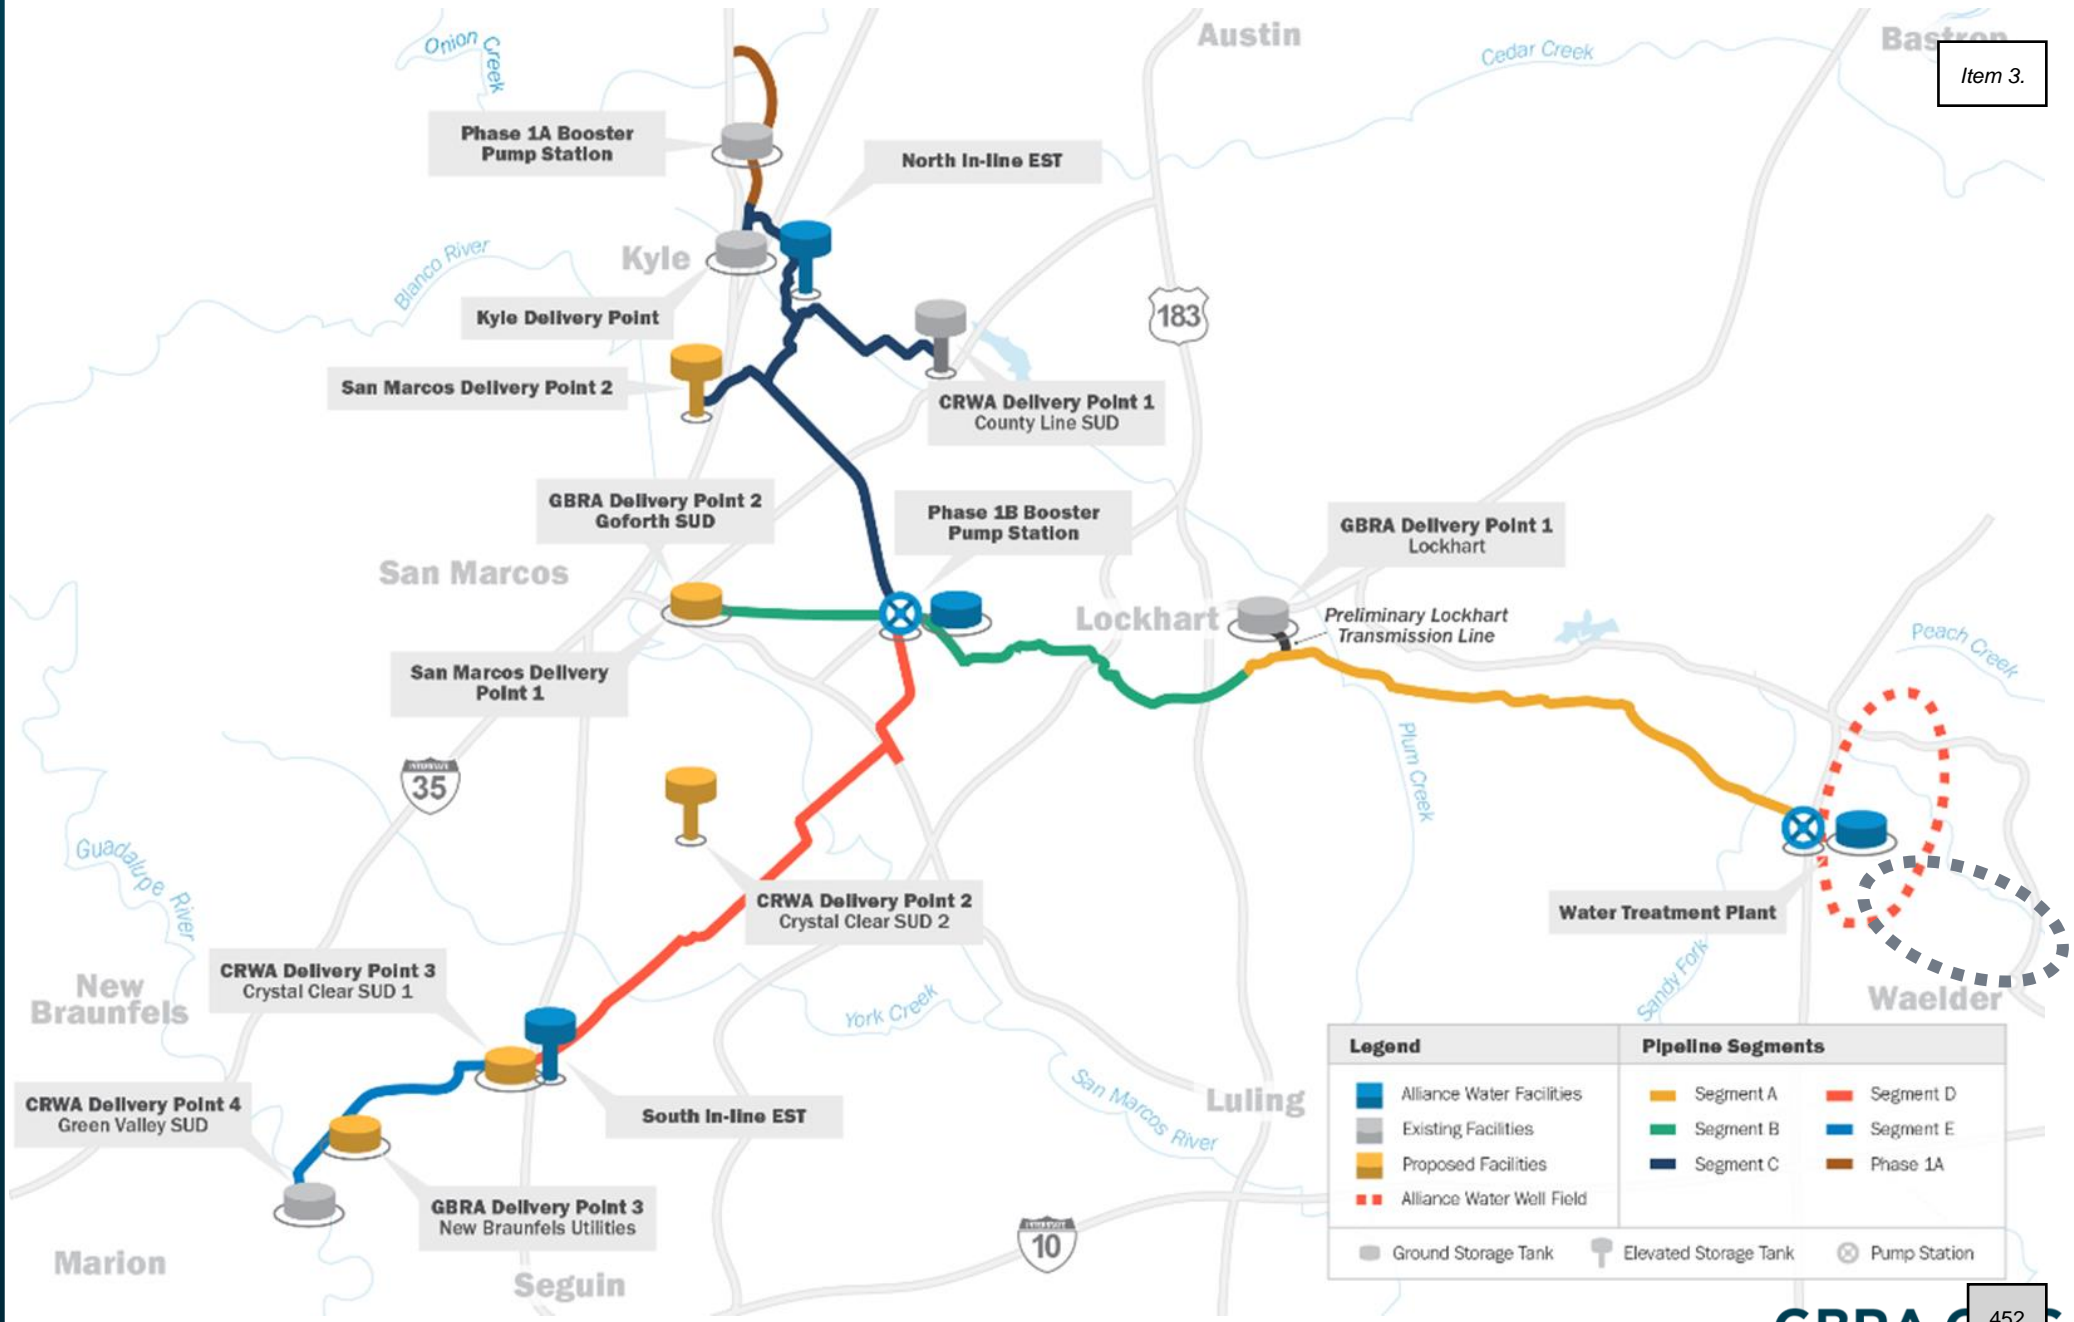 Onion Creek
Austin
Cedar Creek
Item 3.
Phase 1A Booster
Pump Station
North In-line EST
Kyle
Blanco River
Kyle Delivery Point
183
San Marcos Delivery Point 2
CRWA Delivery Point 1
County Line SUD
GBRA Delivery Point 2
Goforth SUD
Phase 1B Booster
Pump Station
GBRA Delivery Point 1
Lockhart
San Marcos
Lockhart
Preliminary Lockhart
Transmission Line
Peach Creek
San Marcos Delivery
Point 1
INTERSTATE
35
Plum Creek
Guadalupe River
CRWA Delivery Point 2
Crystal Clear SUD 2
Water Treatment Plant
Sandy Fork
CRWA Delivery Point 3
Crystal Clear SUD 1
New
Braunfels
York Creek
Waelder
CRWA Delivery Point 4
Green Valley SUD
South In-line EST
San Marcos River
Luling
GBRA Delivery Point 3
New Braunfels Utilities
INTERSTATE
10
Marion
Seguin
Legend
Alliance Water Facilities
Existing Facilities
Proposed Facilities
Alliance Water Well Field
Pipeline Segments
Segment A
Segment B
Segment C
Segment D
Segment E
Phase 1A
Ground Storage Tank
Elevated Storage Tank
Pump Station
452